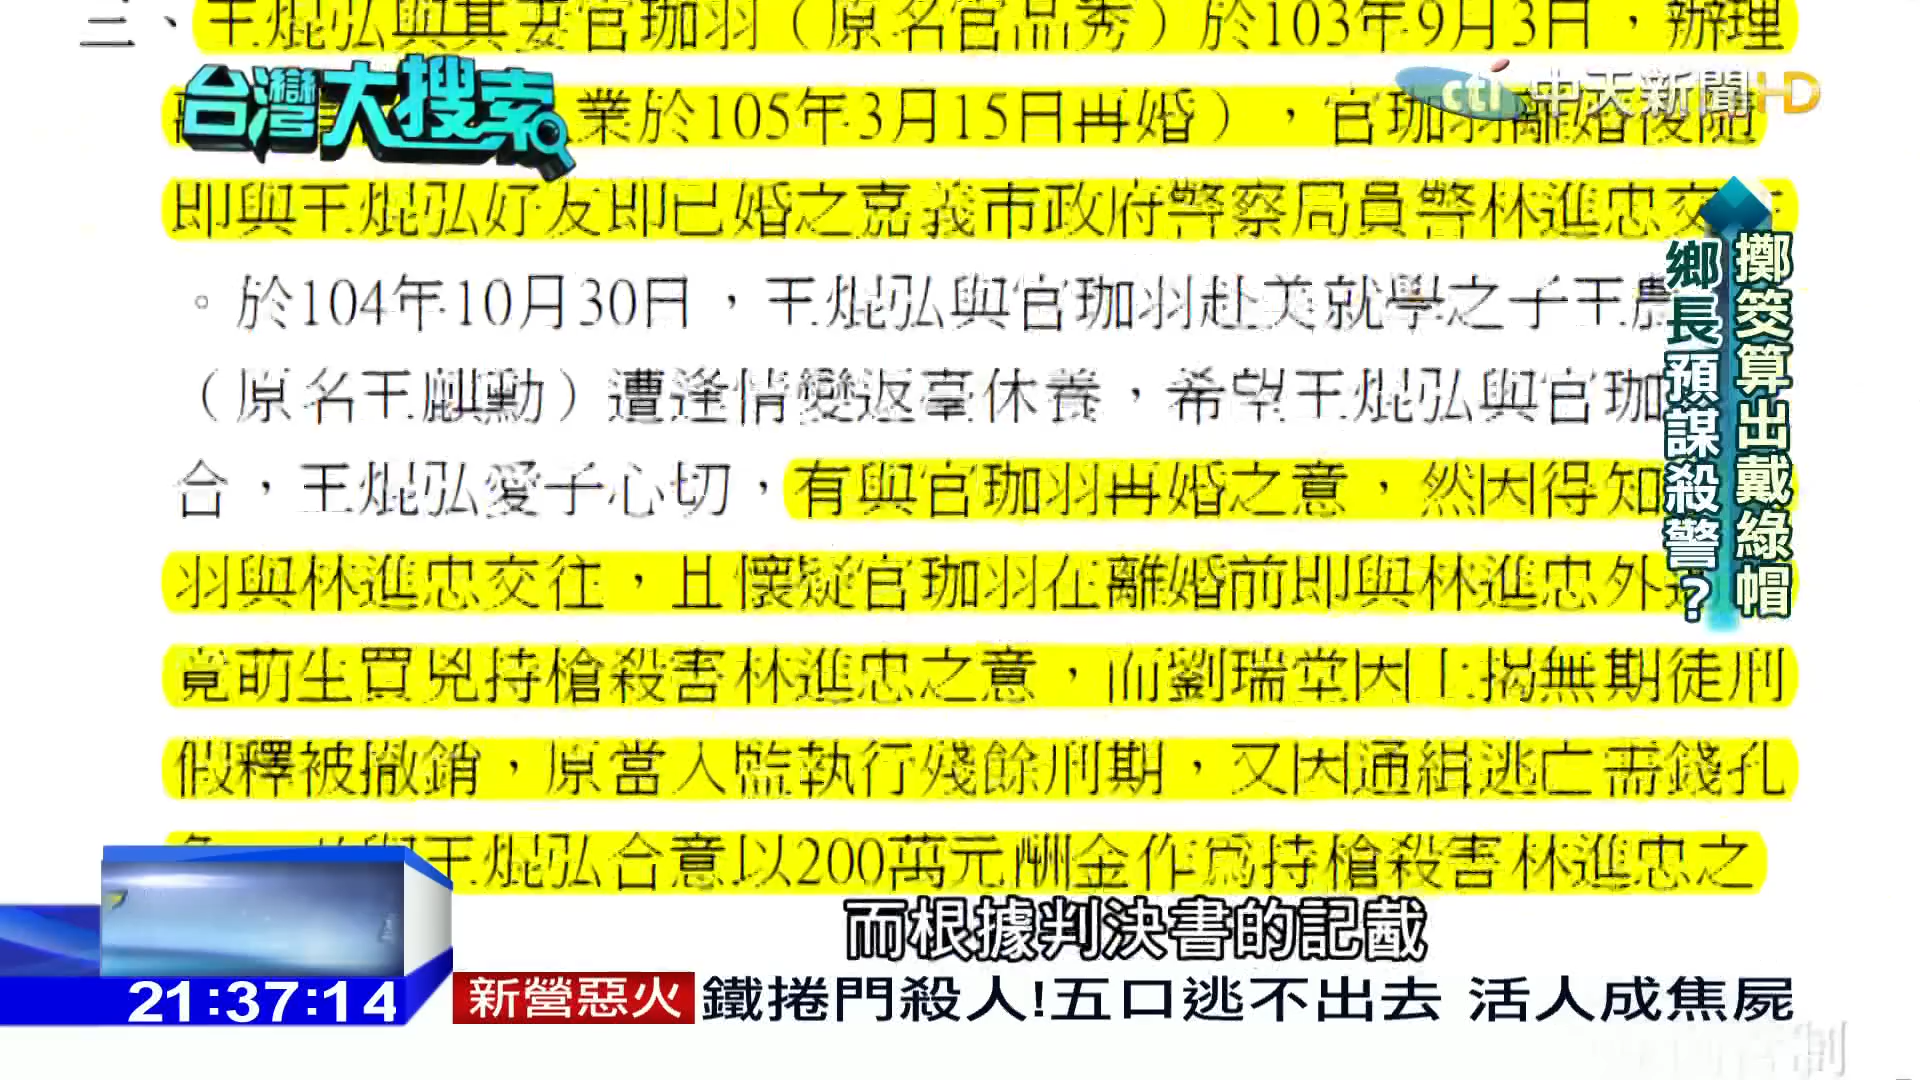 三、王焜弘與其妻官珈羽（原名官品秀）於103年9月3日，辦理
業於105年3月15日再婚），官珈羽離婚後隨
即與王焜弘好友即已婚之嘉義市政府警察局員警林進忠交
。於104年10月30日，王焜弘與官珈羽赴美就學之子王
（原名王麒勳）遭逢情變返臺休養，希望王焜弘與官珈
合，王焜弘愛子心切，有與官珈羽再婚之意，然因得知
羽與林進忠交往，且懷疑官珈羽在離婚前即與林進忠外
竟萌生買兇持槍殺害林進忠之意，而劉瑞堂因上揭無期徒刑
假釋被撤銷，原當入監執行殘餘刑期，又因通緝逃亡需錢孔
與王焜弘合意以200萬元酬金作為持槍殺害林進忠之
台灣大搜索
cti 中天新聞HD
擲筊算出戴綠帽
鄉長預謀殺警?
而根據判決書的記載
21:37:14
新營惡火 鐵捲門殺人!五口逃不出去 活人成焦屍